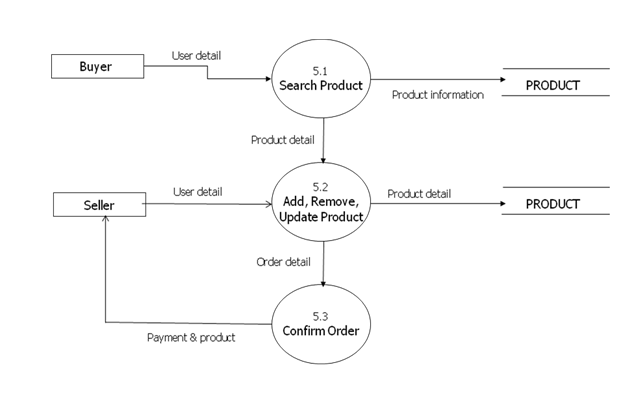 User detail
Buyer
5.1
Search Product
Product information
PRODUCT
Product detail
User detail
Seller
5.2
Add, Remove,
Update Product
Product detail
PRODUCT
Order detail
5.3
Confirm Order
Payment & product